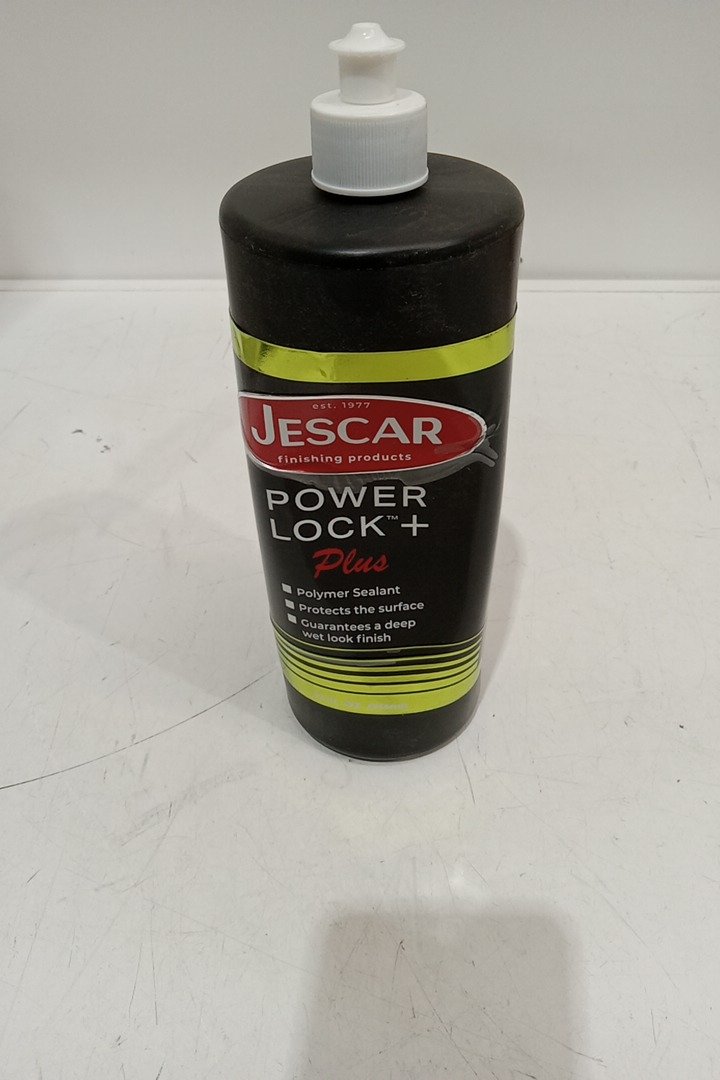 est. 1977
JESCAR
finishing products
POWER
LOCK™+
Plus
Polymer Sealant
Protects the surface
Guarantees a deep
wet look finish